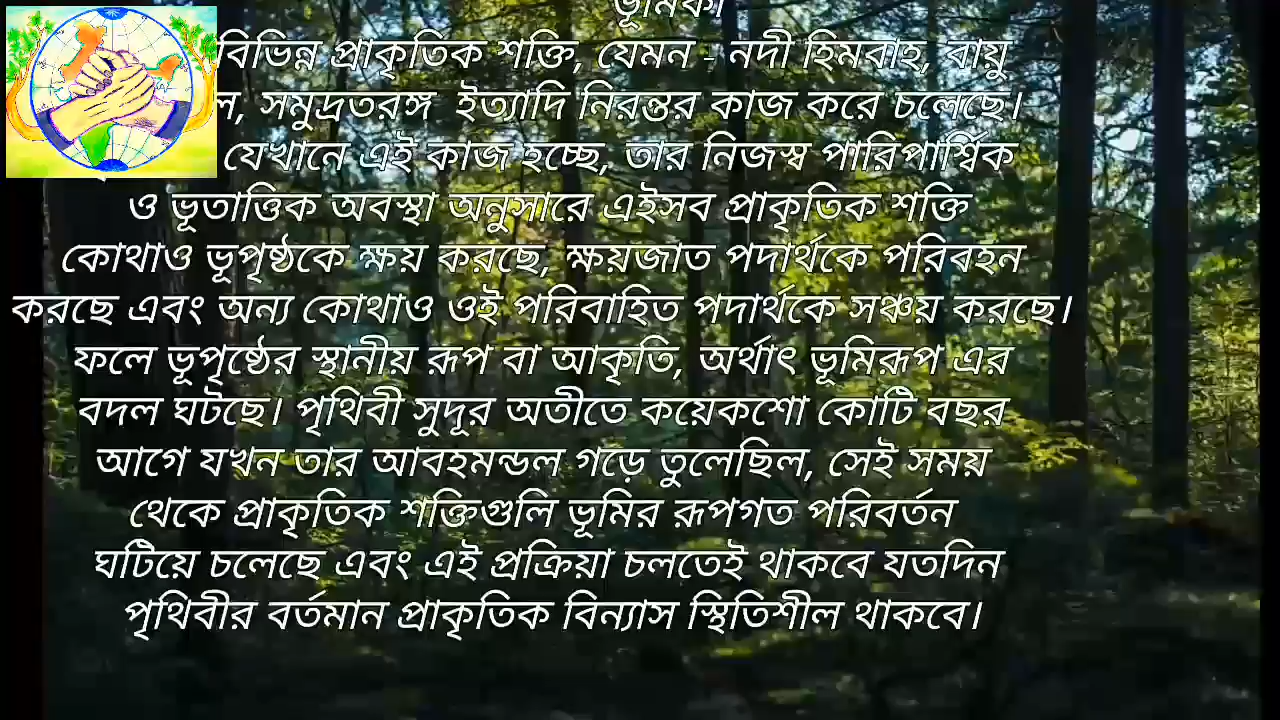 ভূমিকা
বিভিন্ন প্রাকৃতিক শক্তি, যেমন - নদী হিমবাহ, বায়ু
ল, সমুদ্রতরঙ্গ ইত্যাদি নিরন্তর কাজ করে চলেছে।
যেখানে এই কাজ হচ্ছে, তার নিজস্ব পারিপার্শ্বিক
ও ভূতাত্তিক অবস্থা অনুসারে এইসব প্রাকৃতিক শক্তি
কোথাও ভূপৃষ্ঠকে ক্ষয় করছে, ক্ষয়জাত পদার্থকে পরিবহন
করছে এবং অন্য কোথাও ওই পরিবাহিত পদার্থকে সঞ্চয় করছে।
ফলে ভূপৃষ্ঠের স্থানীয় রূপ বা আকৃতি, অর্থাৎ ভূমিরূপ এর
বদল ঘটছে। পৃথিবী সুদূর অতীতে কয়েকশো কোটি বছর
আগে যখন তার আবহমন্ডল গড়ে তুলেছিল, সেই সময়
থেকে প্রাকৃতিক শক্তিগুলি ভূমির রূপগত পরিবর্তন
ঘটিয়ে চলেছে এবং এই প্রক্রিয়া চলতেই থাকবে যতদিন
পৃথিবীর বর্তমান প্রাকৃতিক বিন্যাস স্থিতিশীল থাকবে।